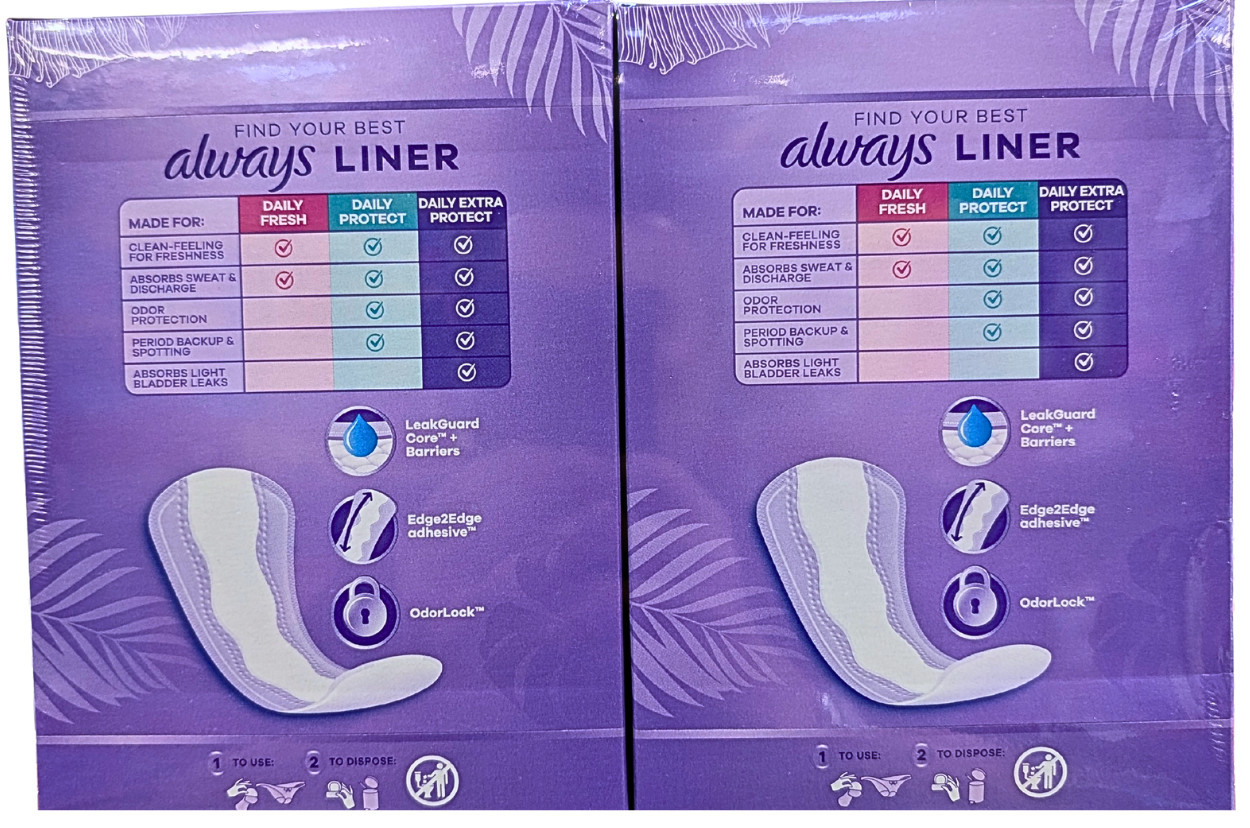 FIND YOUR BEST
always LINER
MADE FOR:
DAILY
FRESH
DAILY
PROTECT
DAILY EXTRA
PROTECT
CLEAN-FEELING
FOR FRESHNESS
ABSORBS SWEAT &
DISCHARGE
ODOR
PROTECTION
PERIOD BACKUP &
SPOTTING
ABSORBS LIGHT
BLADDER LEAKS
LeakGuard
Core™ +
Barriers
Edge2Edge
adhesive™
OdorLock™
1 TO USE:
2 TO DISPOSE:
FIND YOUR BEST
always LINER
MADE FOR:
DAILY
FRESH
DAILY
PROTECT
DAILY EXTRA
PROTECT
CLEAN-FEELING
FOR FRESHNESS
ABSORBS SWEAT &
DISCHARGE
ODOR
PROTECTION
PERIOD BACKUP &
SPOTTING
ABSORBS LIGHT
BLADDER LEAKS
LeakGuard
Core™ +
Barriers
Edge2Edge
adhesive™
OdorLock™
1 TO USE:
2 TO DISPOSE: